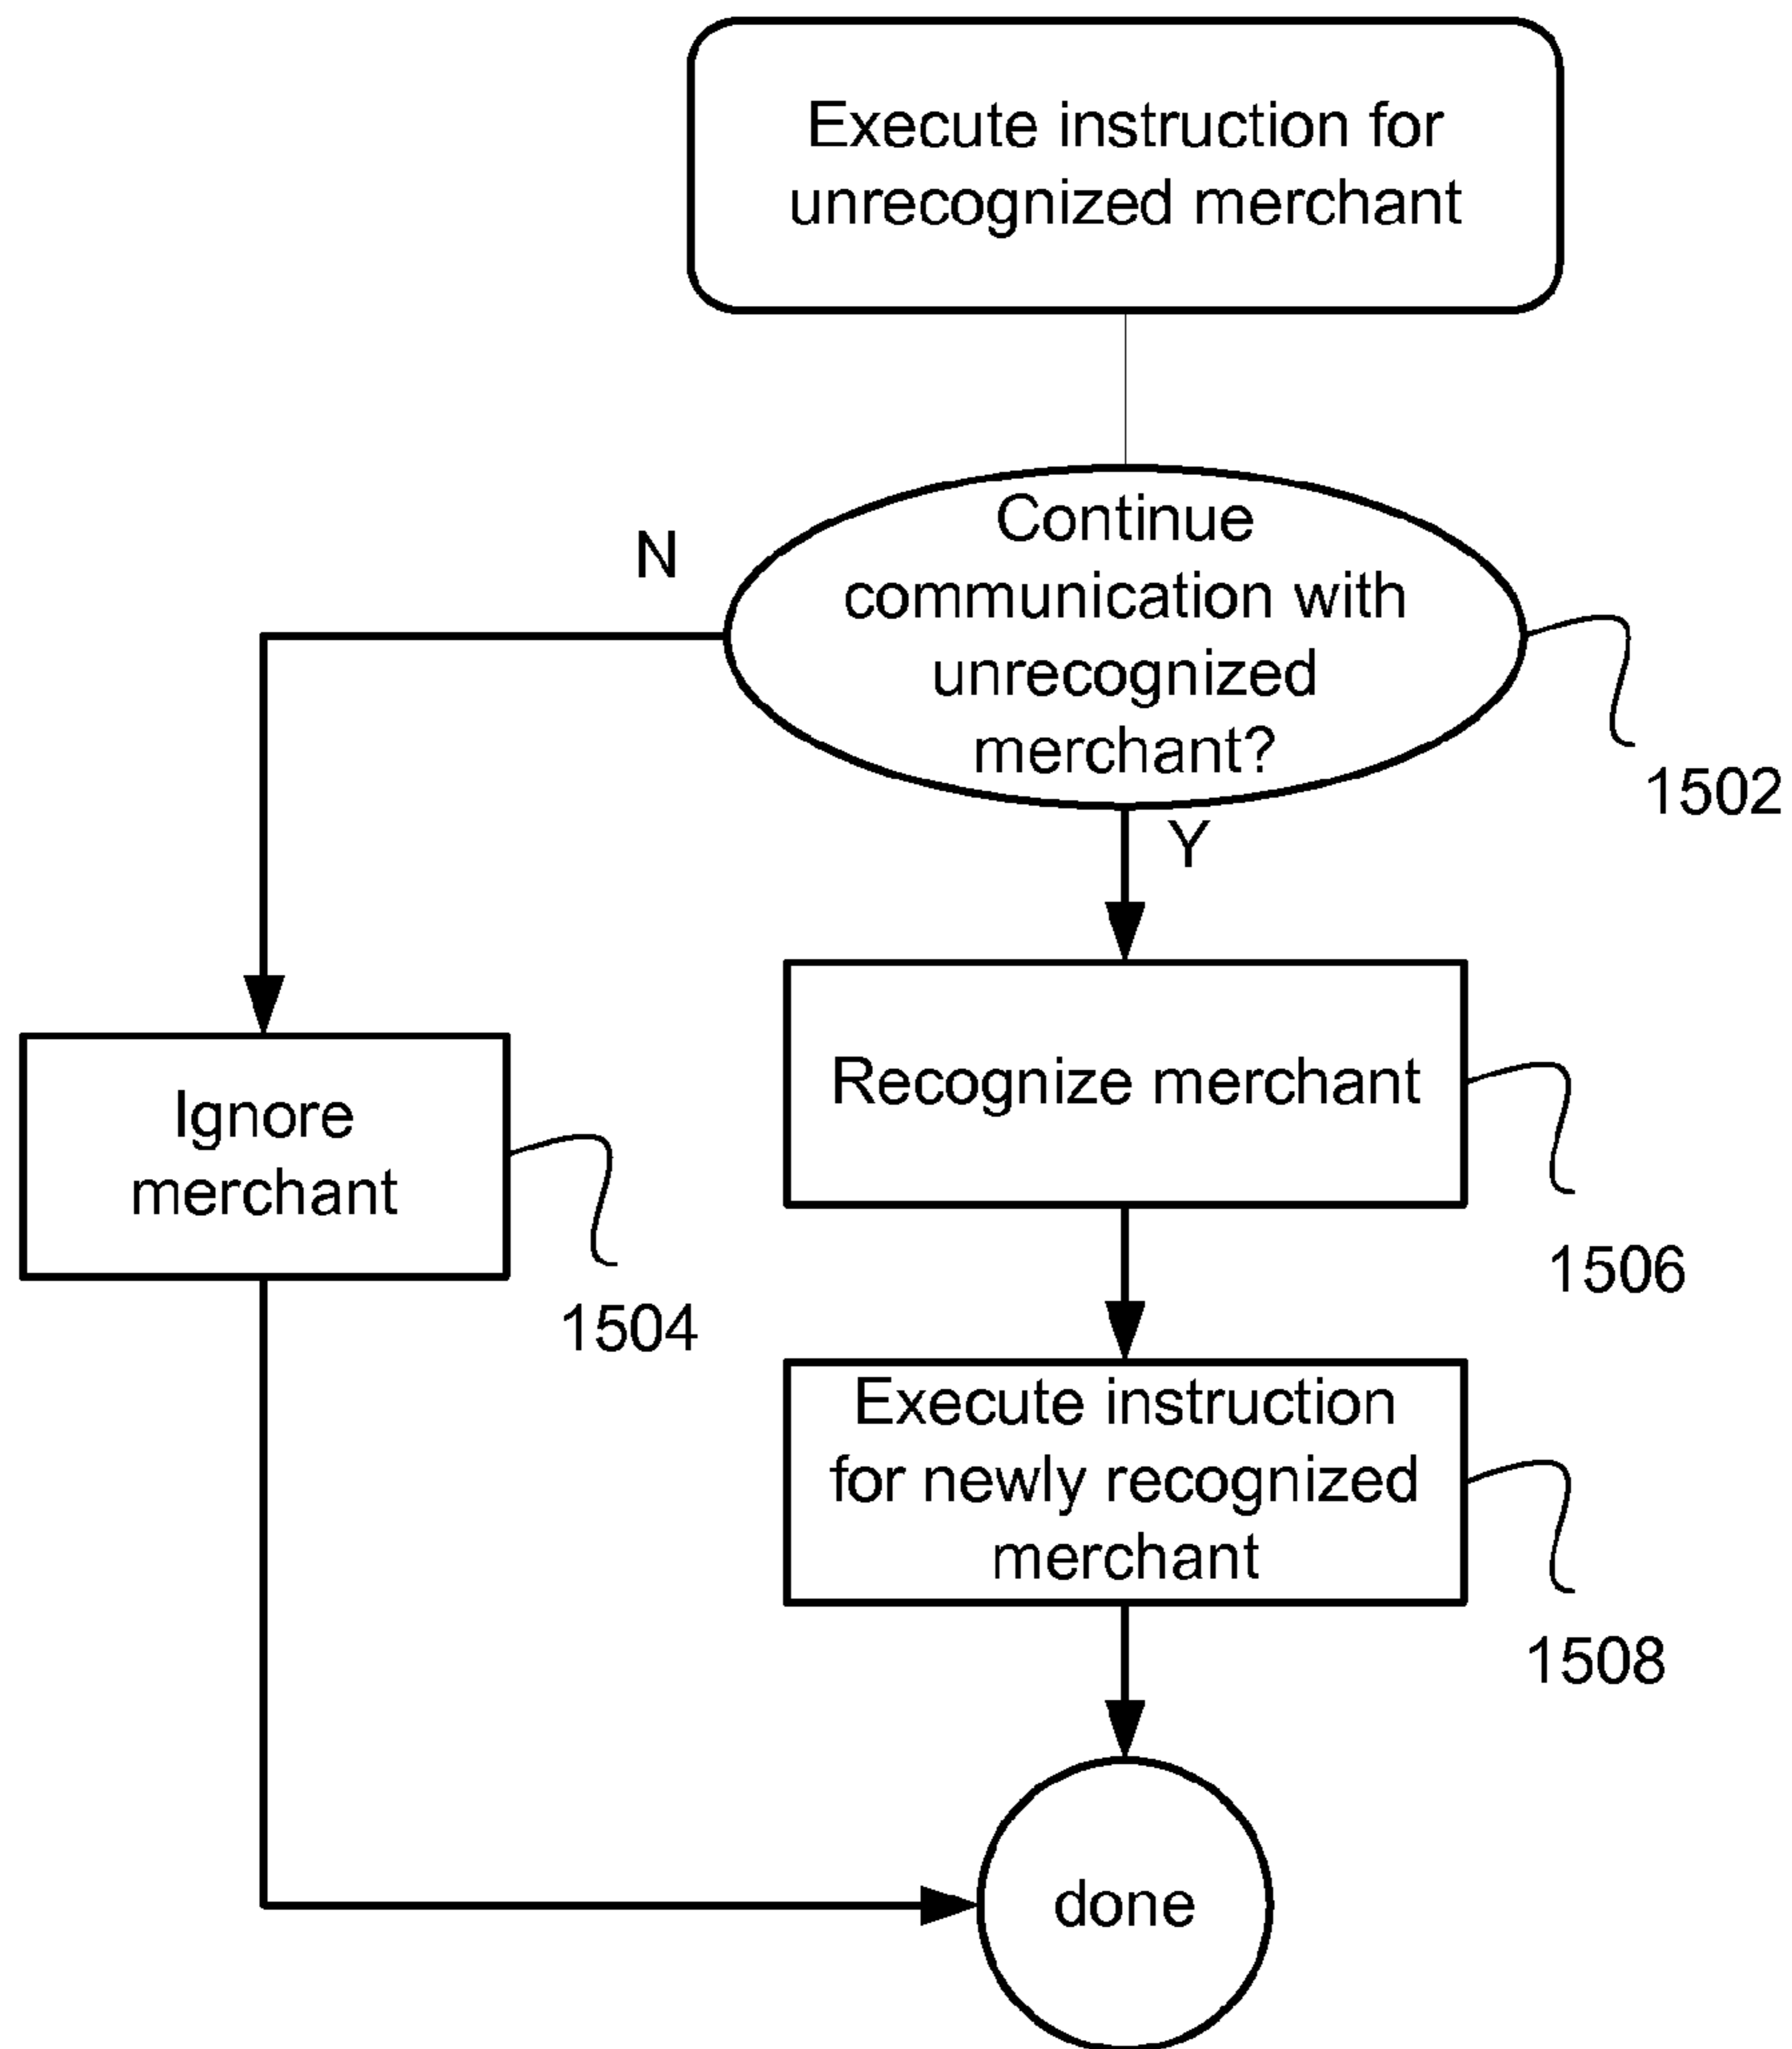 Execute instruction for
unrecognized merchant
Continue
communication with
unrecognized
merchant?
N
1502
Y
Recognize merchant
1506
Ignore
merchant
1504
Execute instruction
for newly recognized
merchant
1508
done